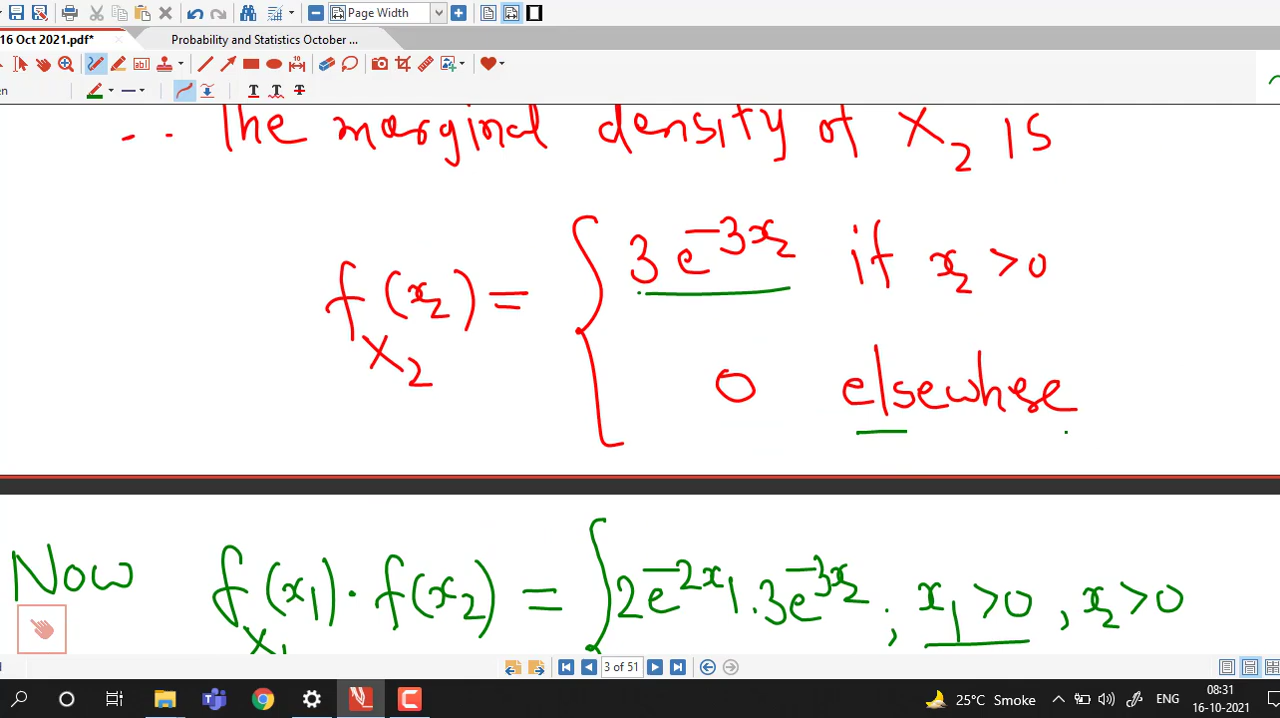 Page Width
16 Oct 2021.pdf*
Probability and Statistics October ...
10
en
∴ The marginal density of X₂ is
f_X₂(x₂) = { 3e^-3x₂ if x₂ > 0
0 elsewhere
Now f_X₁(x₁) · f(x₂) = { 2e^-2x₁ · 3e^-3x₂ ; x₁ > 0, x₂ > 0
3 of 51
25°C Smoke
ENG
08:31
16-10-2021